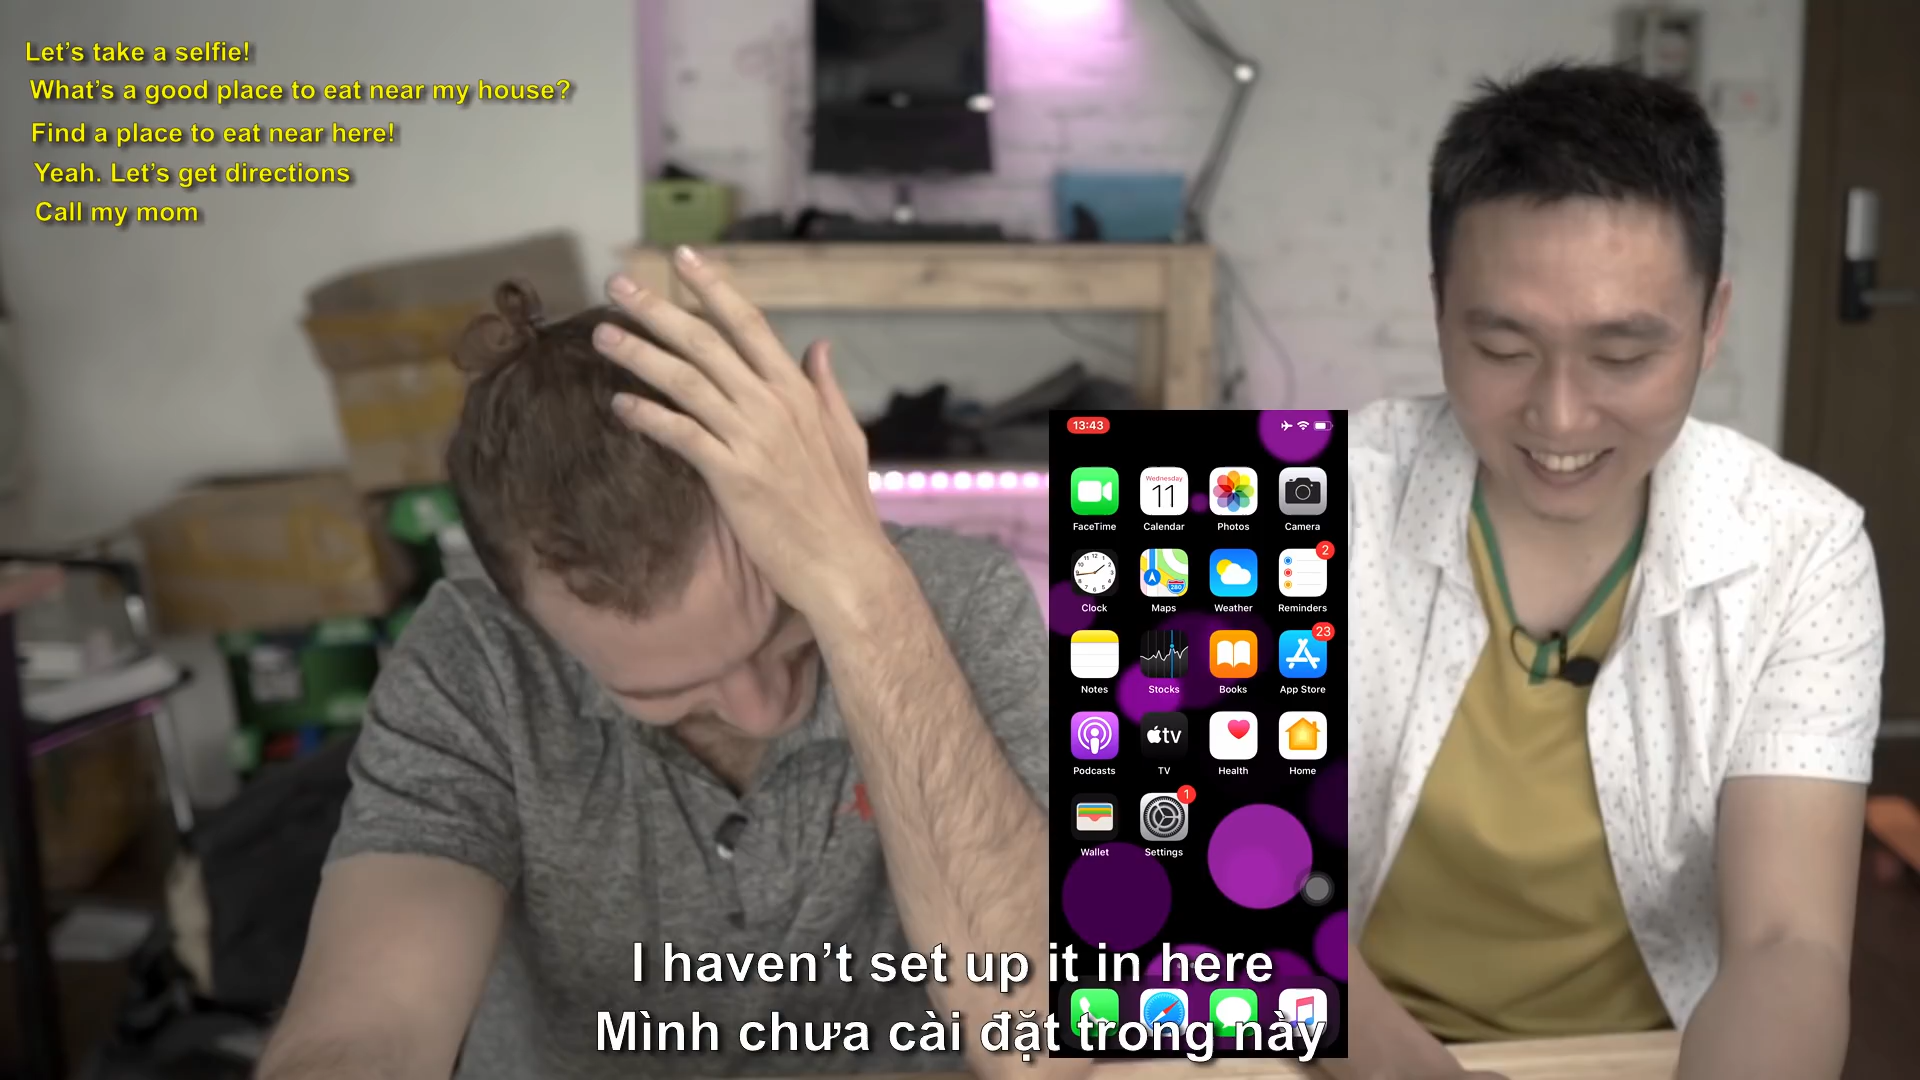 Let's take a selfie!
What's a good place to eat near my house?
Find a place to eat near here!
Yeah. Let's get directions
Call my mom
13:43
Wednesday
11
FaceTime
Calendar
Photos
Camera
2
Clock
Maps
Weather
Reminders
23
Notes
Stocks
Books
App Store
tv
Podcasts
TV
Health
Home
1
Wallet
Settings
I haven't set up it in here
Mình chưa cài đặt trong này